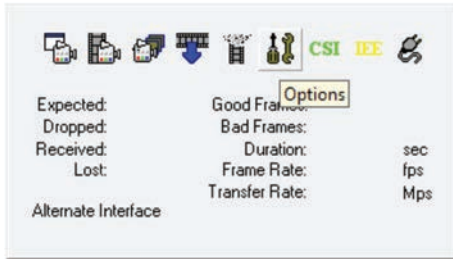 CSI IEE
Options
Expected: Good Frames:
Dropped: Bad Frames:
Received: Duration: sec
Lost: Frame Rate: fps
Transfer Rate: Mps
Alternate Interface